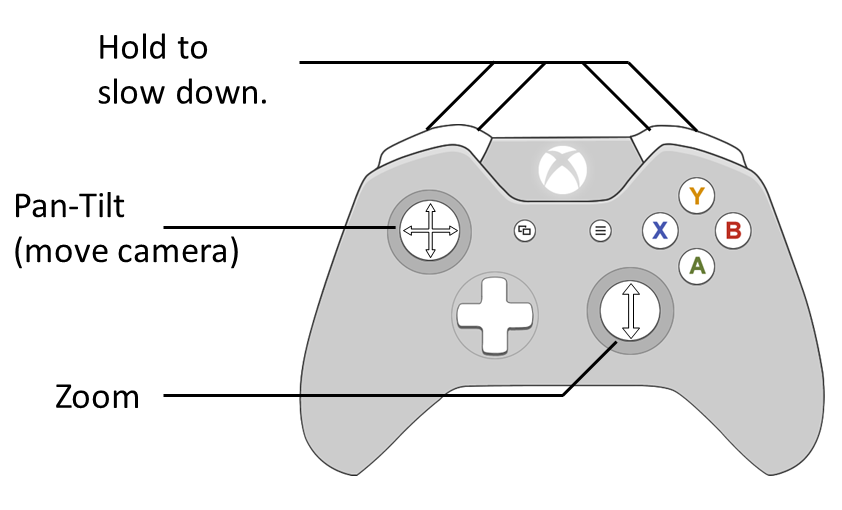 Hold to
slow down.
Pan-Tilt
(move camera)
Y
X
B
A
Zoom